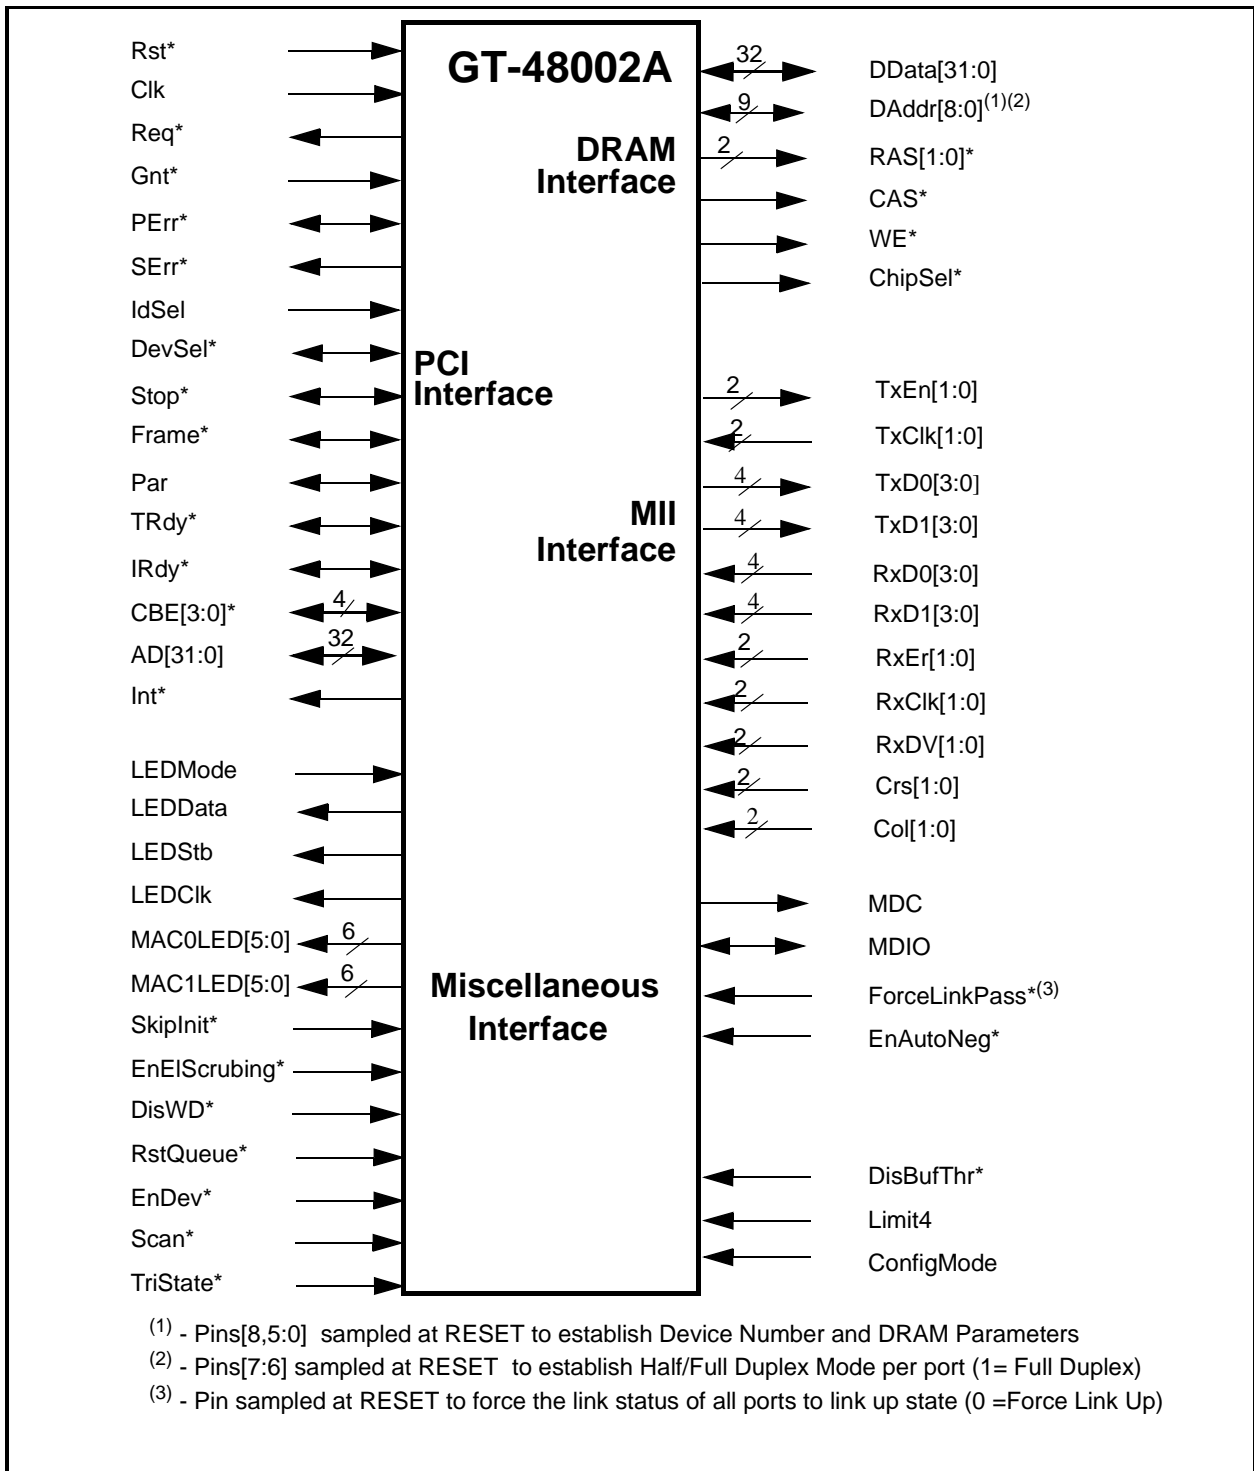 GT-48002A
Rst*
Clk
Req*
Gnt*
PErr*
SErr*
IdSel
DevSel*
Stop*
Frame*
Par
TRdy*
IRdy*
CBE[3:0]*
4
AD[31:0]
32
Int*
PCI
Interface
LEDMode
LEDData
LEDStb
LEDClk
MAC0LED[5:0]
6
MAC1LED[5:0]
6
SkipInit*
EnElScrubing*
DisWD*
RstQueue*
EnDev*
Scan*
TriState*
Miscellaneous
Interface
DRAM
Interface
32
DData[31:0]
9
DAddr[8:0](1)(2)
2
RAS[1:0]*
CAS*
WE*
ChipSel*
MII
Interface
2
TxEn[1:0]
2
TxClk[1:0]
4
TxD0[3:0]
4
TxD1[3:0]
4
RxD0[3:0]
4
RxD1[3:0]
2
RxEr[1:0]
2
RxClk[1:0]
2
RxDV[1:0]
2
Crs[1:0]
2
Col[1:0]
MDC
MDIO
ForceLinkPass*(3)
EnAutoNeg*
DisBufThr*
Limit4
ConfigMode
(1) - Pins[8,5:0] sampled at RESET to establish Device Number and DRAM Parameters
(2) - Pins[7:6] sampled at RESET to establish Half/Full Duplex Mode per port (1= Full Duplex)
(3) - Pin sampled at RESET to force the link status of all ports to link up state (0 =Force Link Up)